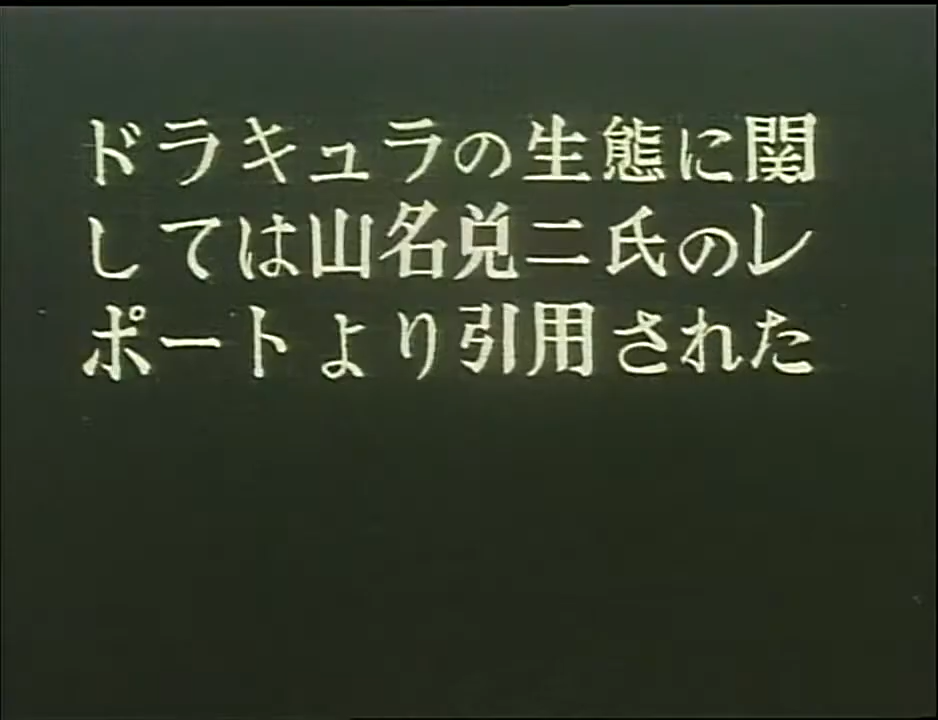 ドラキュラの生態に関
しては山名兌二氏のレ
ポートより引用された